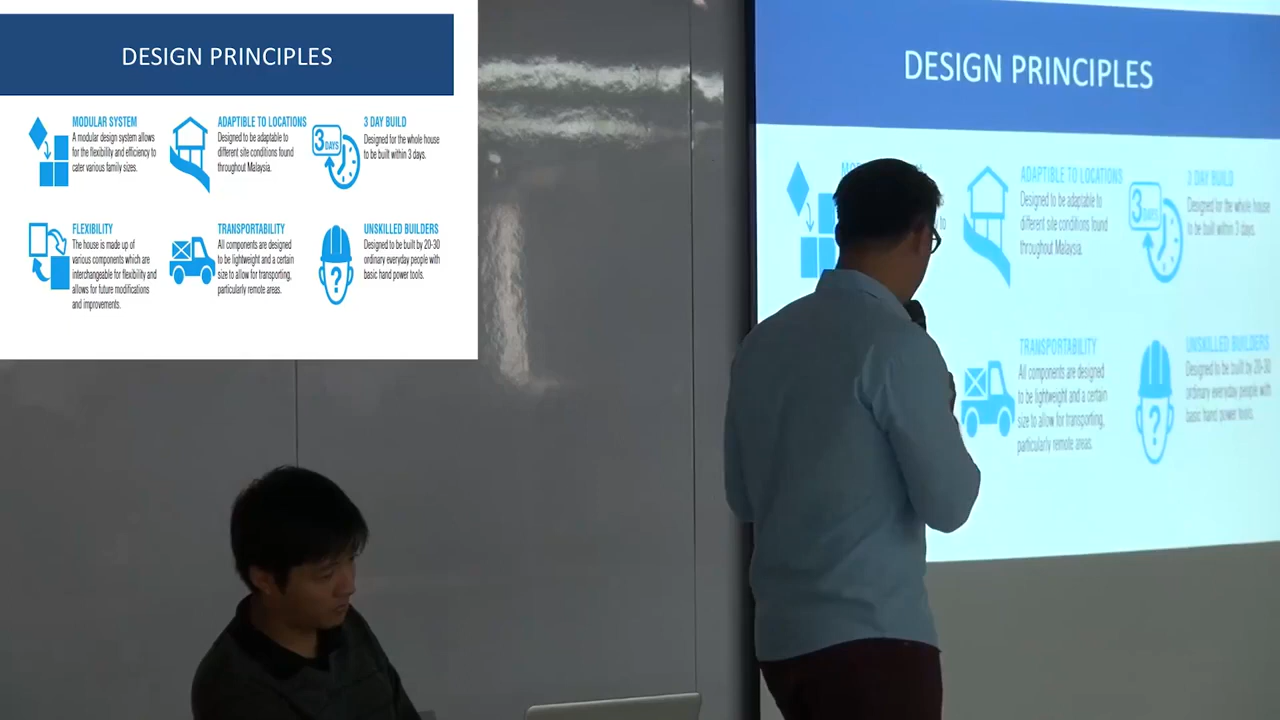 DESIGN PRINCIPLES
MODULAR SYSTEM
A modular design system allows
for the flexibility and efficiency to
cater various family sizes.
ADAPTIBLE TO LOCATIONS
Designed to be adaptable to
different site conditions found
throughout Malaysia.
3 DAYS
3 DAY BUILD
Designed for the whole house
to be built within 3 days.
FLEXIBILITY
The house is made up of
various components which are
interchangeable for flexibility and
allows for future modifications
and improvements.
TRANSPORTABILITY
All components are designed
to be lightweight and a certain
size to allow for transporting,
particularly remote areas.
?
UNSKILLED BUILDERS
Designed to be built by 20-30
ordinary everyday people with
basic hand power tools.
DESIGN PRINCIPLES
ADAPTIBLE TO LOCATIONS
Designed to be adaptable to
different site conditions found
throughout Malaysia.
3 DAYS
3 DAY BUILD
Designed for the whole house
to be built within 3 days.
TRANSPORTABILITY
All components are designed
to be lightweight and a certain
size to allow for transporting,
particularly remote areas.
?
UNSKILLED BUILDERS
Designed to be built by 20-30
ordinary everyday people with
basic hand power tools.